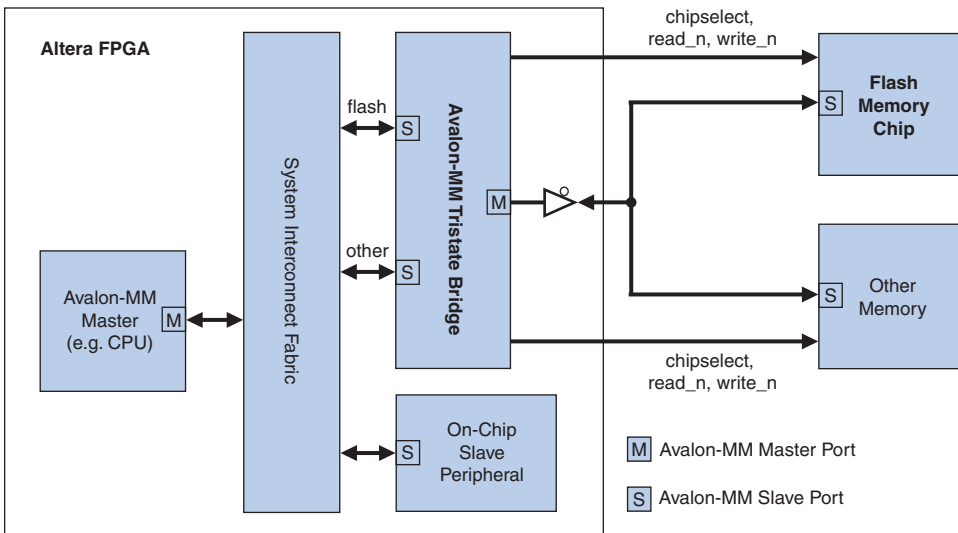 Altera FPGA
chipselect,
read_n, write_n
Flash
Memory
Chip
S
flash
S
Avalon-MM Tristate Bridge
M
System Interconnect Fabric
other
S
Avalon-MM
Master
(e.g. CPU)
M
S
Other
Memory
chipselect,
read_n, write_n
On-Chip
Slave
Peripheral
S
M Avalon-MM Master Port
S Avalon-MM Slave Port